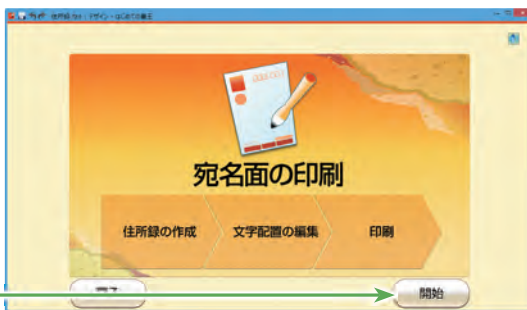 宛名面の印刷
住所録の作成
文字配置の編集
印刷
開始